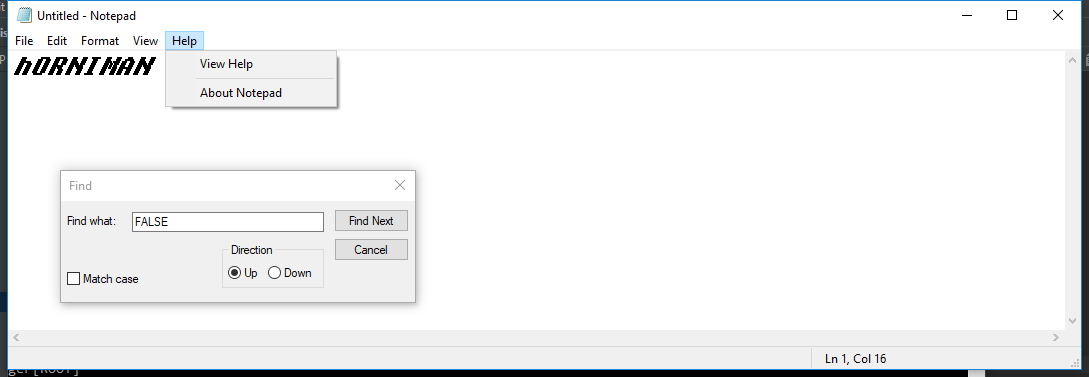 Untitled - Notepad
File Edit Format View Help
hORNIMAN
View Help
About Notepad
Find
Find what: FALSE Find Next
Cancel
Direction
Up Down
Match case
Ln 1, Col 16